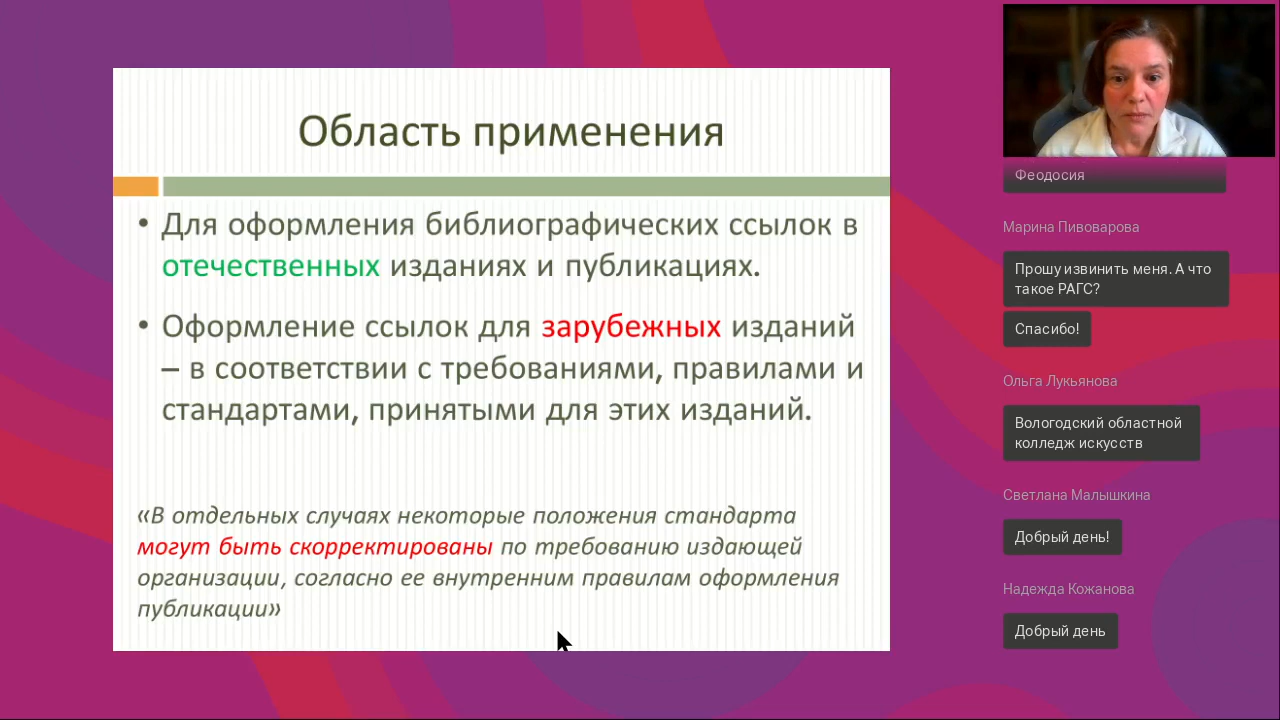 Область применения
• Для оформления библиографических ссылок в
отечественных изданиях и публикациях.
• Оформление ссылок для зарубежных изданий
– в соответствии с требованиями, правилами и
стандартами, принятыми для этих изданий.
«В отдельных случаях некоторые положения стандарта
могут быть скорректированы по требованию издающей
организации, согласно ее внутренним правилам оформления
публикации»
Феодосия
Марина Пивоварова
Прошу извинить меня. А что
такое РАГС?
Спасибо!
Ольга Лукьянова
Вологодский областной
колледж искусств
Светлана Малышкина
Добрый день!
Надежда Кожанова
Добрый день